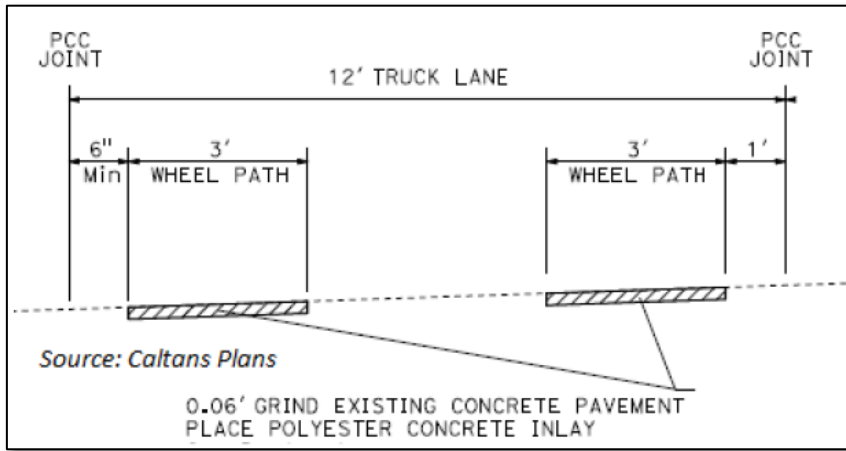 PCC
JOINT
PCC
JOINT
12' TRUCK LANE
6"
Min
3'
WHEEL PATH
3'
WHEEL PATH
1'
Source: Caltans Plans
0.06' GRIND EXISTING CONCRETE PAVEMENT
PLACE POLYESTER CONCRETE INLAY